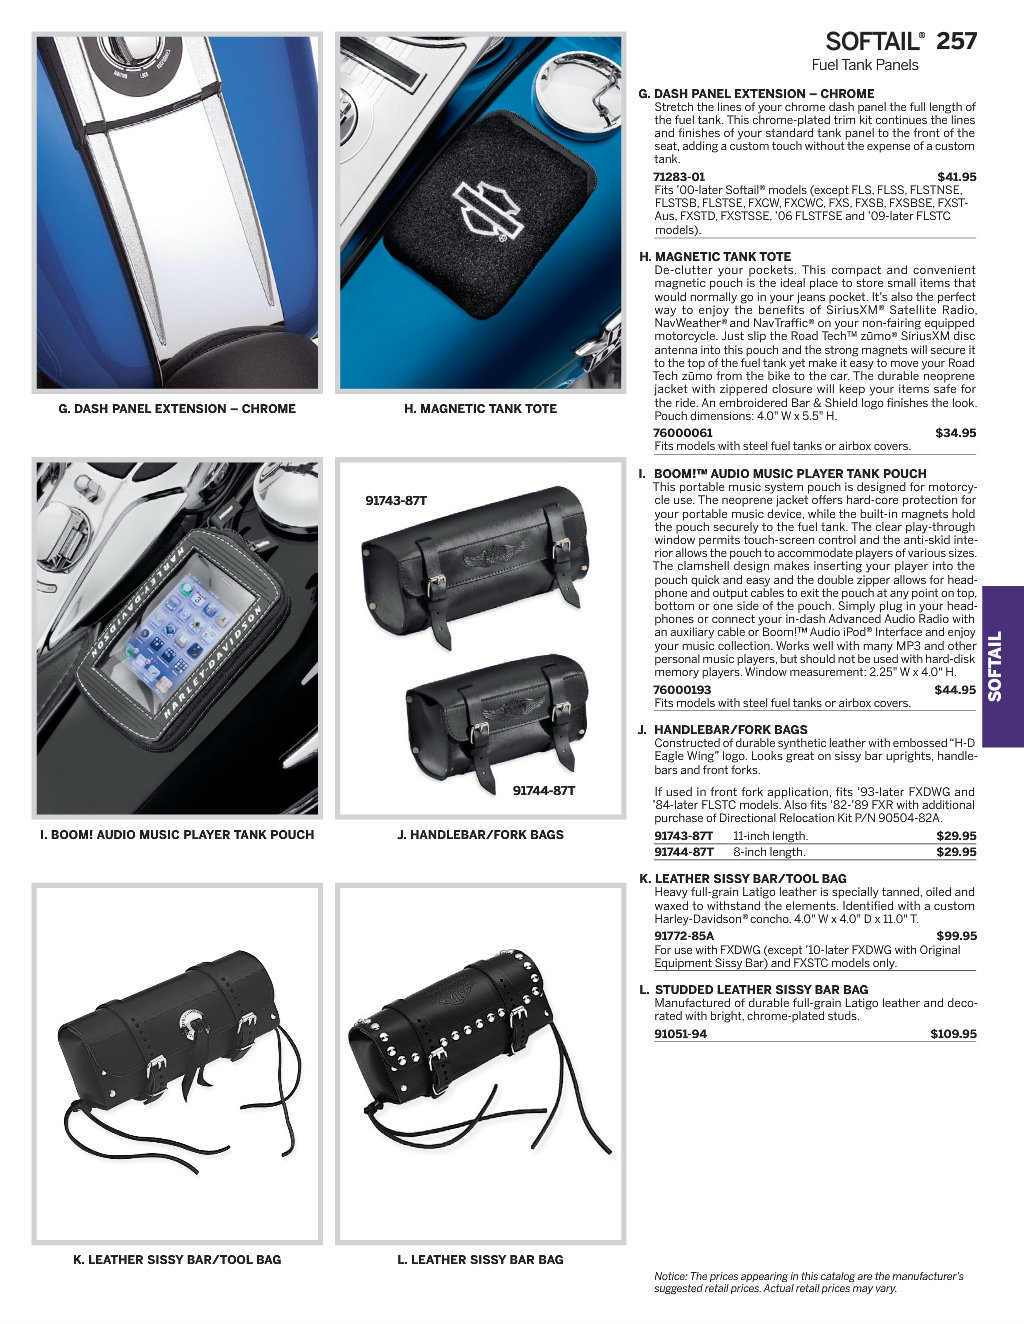 SOFTAIL® 257
Fuel Tank Panels
IGNITION
LOCK
ACCESSORY
G. DASH PANEL EXTENSION – CHROME
H. MAGNETIC TANK TOTE
HARLEY-DAVIDSON
HARLEY-DAVIDSON
I. BOOM! AUDIO MUSIC PLAYER TANK POUCH
91743-87T
91744-87T
J. HANDLEBAR/FORK BAGS
K. LEATHER SISSY BAR/TOOL BAG
L. LEATHER SISSY BAR BAG
G. DASH PANEL EXTENSION – CHROME
Stretch the lines of your chrome dash panel the full length of
the fuel tank. This chrome-plated trim kit continues the lines
and finishes of your standard tank panel to the front of the
seat, adding a custom touch without the expense of a custom
tank.
71283-01 $41.95
Fits ’00-later Softail® models (except FLS, FLSS, FLSTNSE,
FLSTSB, FLSTSE, FXCW, FXCWC, FXS, FXSB, FXSBSE, FXST-
Aus, FXSTD, FXSTSSE, ’06 FLSTFSE and ’09-later FLSTC
models).
H. MAGNETIC TANK TOTE
De-clutter your pockets. This compact and convenient
magnetic pouch is the ideal place to store small items that
would normally go in your jeans pocket. It’s also the perfect
way to enjoy the benefits of SiriusXM® Satellite Radio,
NavWeather® and NavTraffic® on your non-fairing equipped
motorcycle. Just slip the Road Tech™ zūmo® SiriusXM disc
antenna into this pouch and the strong magnets will secure it
to the top of the fuel tank yet make it easy to move your Road
Tech zūmo from the bike to the car. The durable neoprene
jacket with zippered closure will keep your items safe for
the ride. An embroidered Bar & Shield logo finishes the look.
Pouch dimensions: 4.0" W x 5.5" H.
76000061 $34.95
Fits models with steel fuel tanks or airbox covers.
I. BOOM!™ AUDIO MUSIC PLAYER TANK POUCH
This portable music system pouch is designed for motorcy-
cle use. The neoprene jacket offers hard-core protection for
your portable music device, while the built-in magnets hold
the pouch securely to the fuel tank. The clear play-through
window permits touch-screen control and the anti-skid inte-
rior allows the pouch to accommodate players of various sizes.
The clamshell design makes inserting your player into the
pouch quick and easy and the double zipper allows for head-
phone and output cables to exit the pouch at any point on top,
bottom or one side of the pouch. Simply plug in your head-
phones or connect your in-dash Advanced Audio Radio with
an auxiliary cable or Boom!™ Audio iPod® Interface and enjoy
your music collection. Works well with many MP3 and other
personal music players, but should not be used with hard-disk
memory players. Window measurement: 2.25" W x 4.0" H.
76000193 $44.95
Fits models with steel fuel tanks or airbox covers.
J. HANDLEBAR/FORK BAGS
Constructed of durable synthetic leather with embossed “H-D
Eagle Wing” logo. Looks great on sissy bar uprights, handle-
bars and front forks.
If used in front fork application, fits ’93-later FXDWG and
’84-later FLSTC models. Also fits ’82-’89 FXR with additional
purchase of Directional Relocation Kit P/N 90504-82A.
91743-87T 11-inch length. $29.95
91744-87T 8-inch length. $29.95
K. LEATHER SISSY BAR/TOOL BAG
Heavy full-grain Latigo leather is specially tanned, oiled and
waxed to withstand the elements. Identified with a custom
Harley-Davidson® concho. 4.0" W x 4.0" D x 11.0" T.
91772-85A $99.95
For use with FXDWG (except ’10-later FXDWG with Original
Equipment Sissy Bar) and FXSTC models only.
L. STUDDED LEATHER SISSY BAR BAG
Manufactured of durable full-grain Latigo leather and deco-
rated with bright, chrome-plated studs.
91051-94 $109.95
SOFTAIL
Notice: The prices appearing in this catalog are the manufacturer’s
suggested retail prices. Actual retail prices may vary.